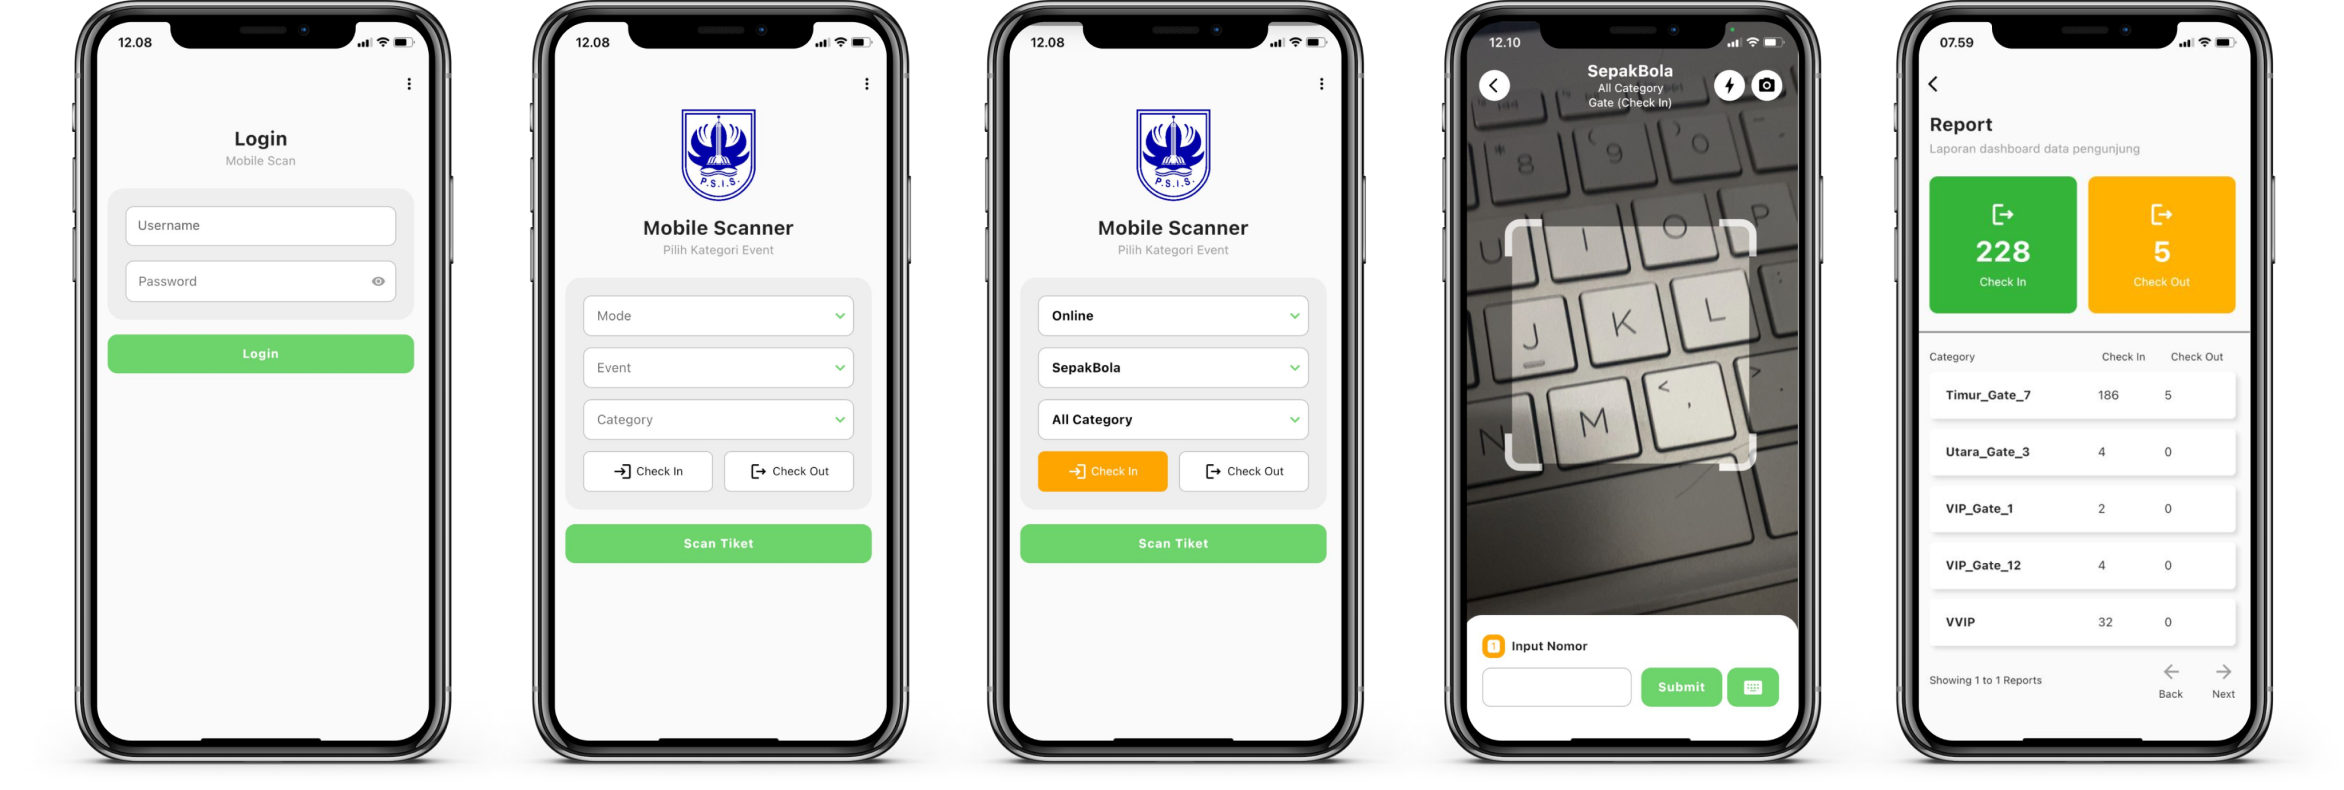 12.08
Login
Mobile Scan
Username
Password
Login
12.08
P.S.I.S.
Mobile Scanner
Pilih Kategori Event
Mode
Event
Category
Check In
Check Out
Scan Tiket
12.08
P.S.I.S.
Mobile Scanner
Pilih Kategori Event
Online
SepakBola
All Category
Check In
Check Out
Scan Tiket
12.10
SepakBola
All Category
Gate (Check In)
* 8 ( 9 ) O -
U I O P
J K L :
N M < , > .
1 Input Nomor
Submit
07.59
Report
Laporan dashboard data pengunjung
228
Check In
5
Check Out
Category Check In Check Out
Timur_Gate_7 186 5
Utara_Gate_3 4 0
VIP_Gate_1 2 0
VIP_Gate_12 4 0
VVIP 32 0
Showing 1 to 1 Reports
Back
Next